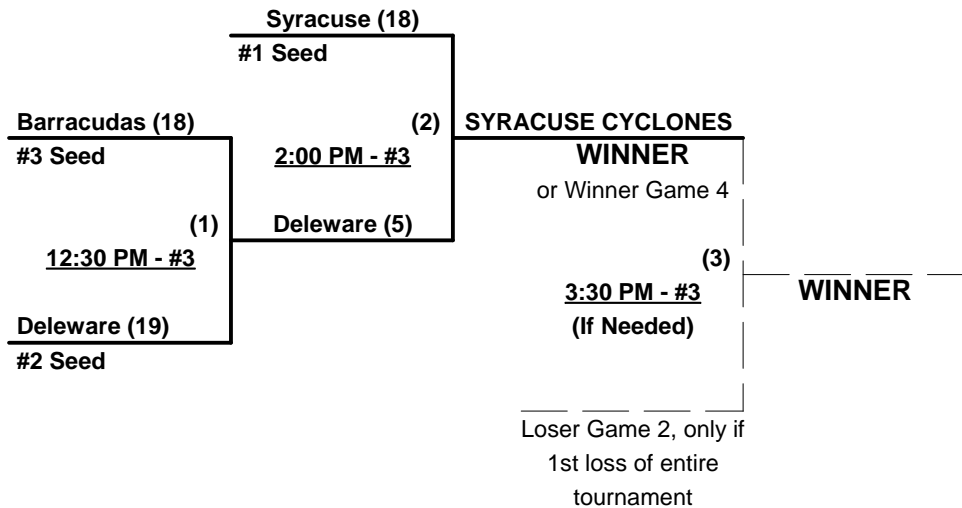 Syracuse (18)
#1 Seed
Barracudas (18)
(2)
SYRACUSE CYCLONES
#3 Seed
2:00 PM - #3
WINNER
or Winner Game 4
(1)
Deleware (5)
12:30 PM - #3
(3)
3:30 PM - #3
WINNER
(If Needed)
Deleware (19)
#2 Seed
Loser Game 2, only if
1st loss of entire
tournament